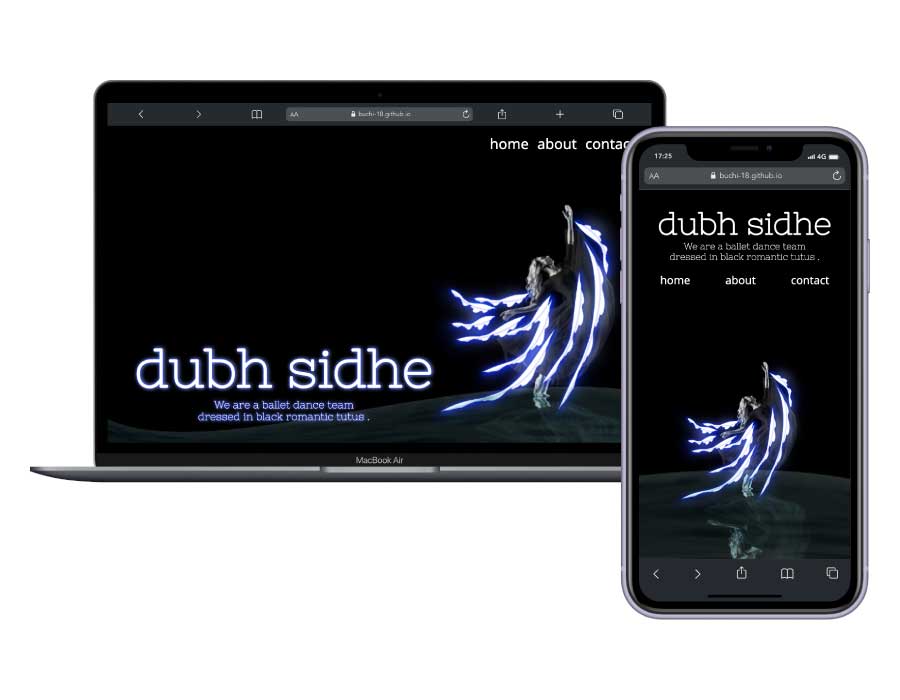 AA buchi-18.github.io
home about contac
dubh sidhe
We are a ballet dance team
dressed in black romantic tutus .
MacBook Air
17:25 4G
AA buchi-18.github.io
dubh sidhe
We are a ballet dance team
dressed in black romantic tutus .
home about contact